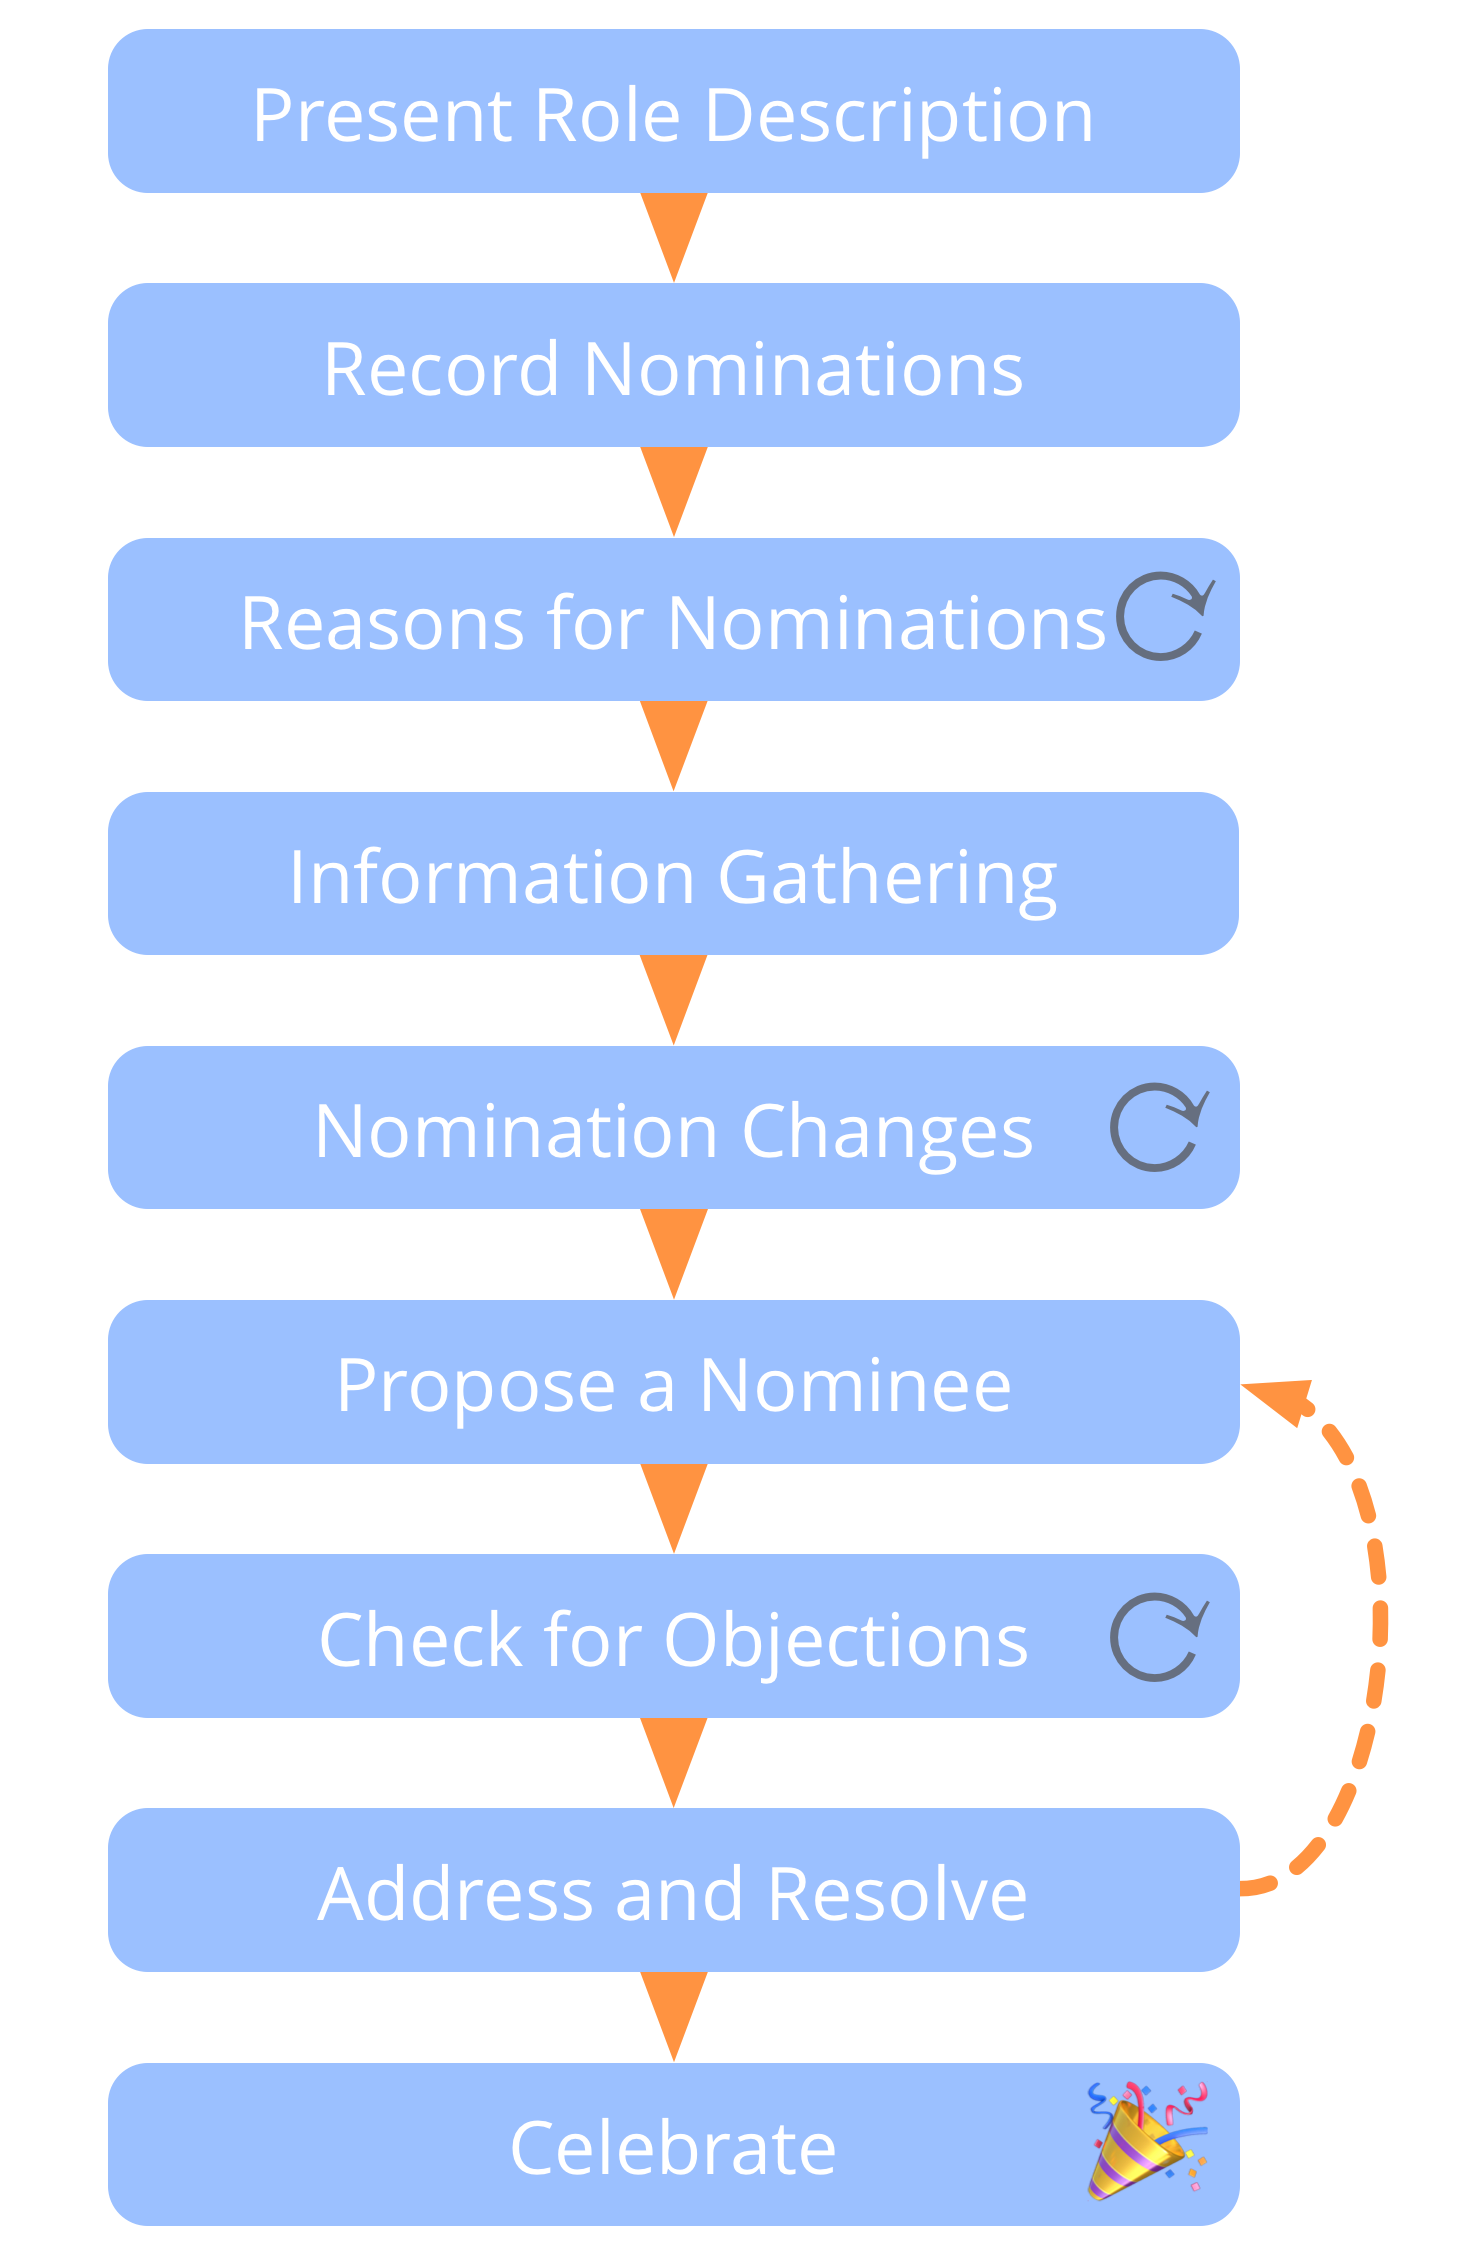 Present Role Description
Record Nominations
Reasons for Nominations
Information Gathering
Nomination Changes
Propose a Nominee
Check for Objections
Address and Resolve
Celebrate